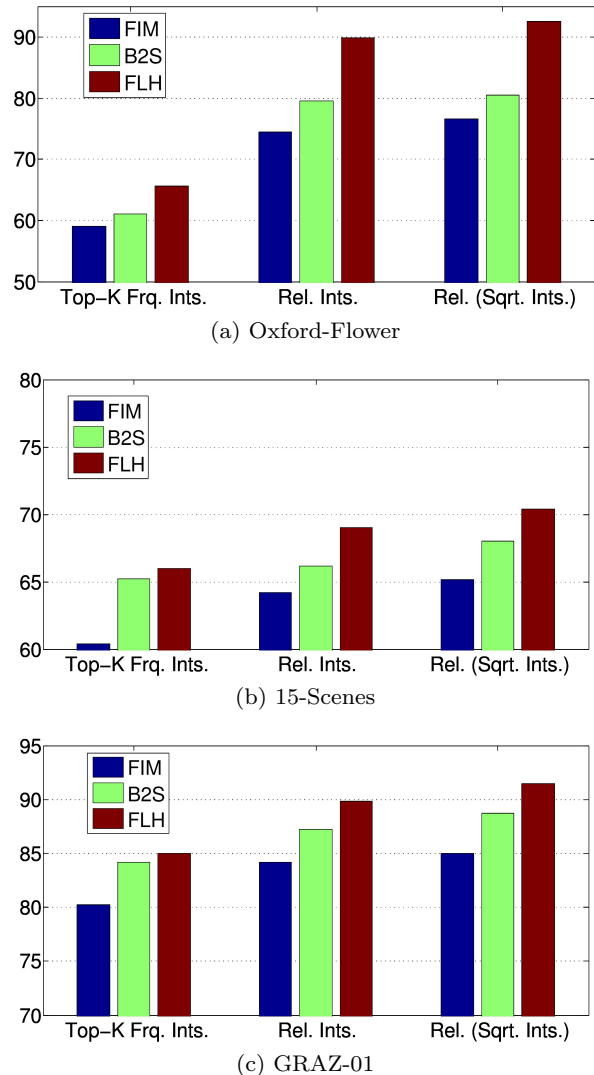 90
80
70
60
50
FIM
B2S
FLH
Top-K Frq. Ints. Rel. Ints. Rel. (Sqrt. Ints.)
(a) Oxford-Flower
80
75
70
65
60
FIM
B2S
FLH
Top-K Frq. Ints. Rel. Ints. Rel. (Sqrt. Ints.)
(b) 15-Scenes
95
90
85
80
75
70
FIM
B2S
FLH
Top-K Frq. Ints. Rel. Ints. Rel. (Sqrt. Ints.)
(c) GRAZ-01